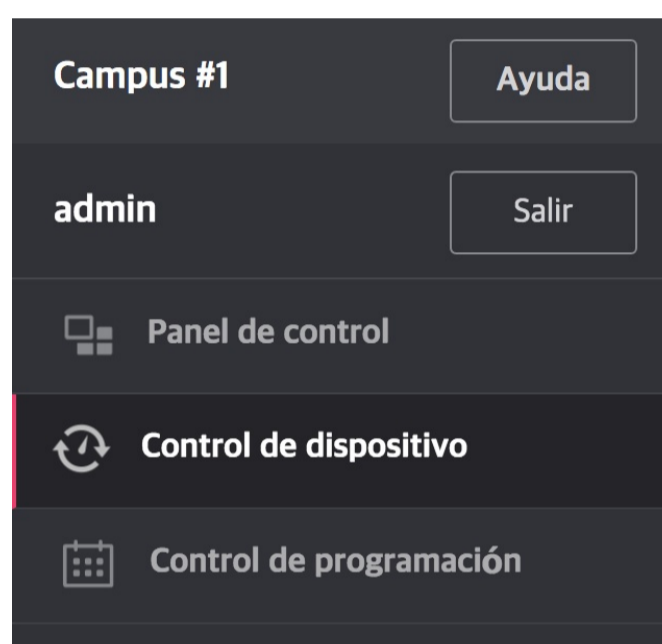 Campus #1
Ayuda
admin
Salir
Panel de control
Control de dispositivo
Control de programación